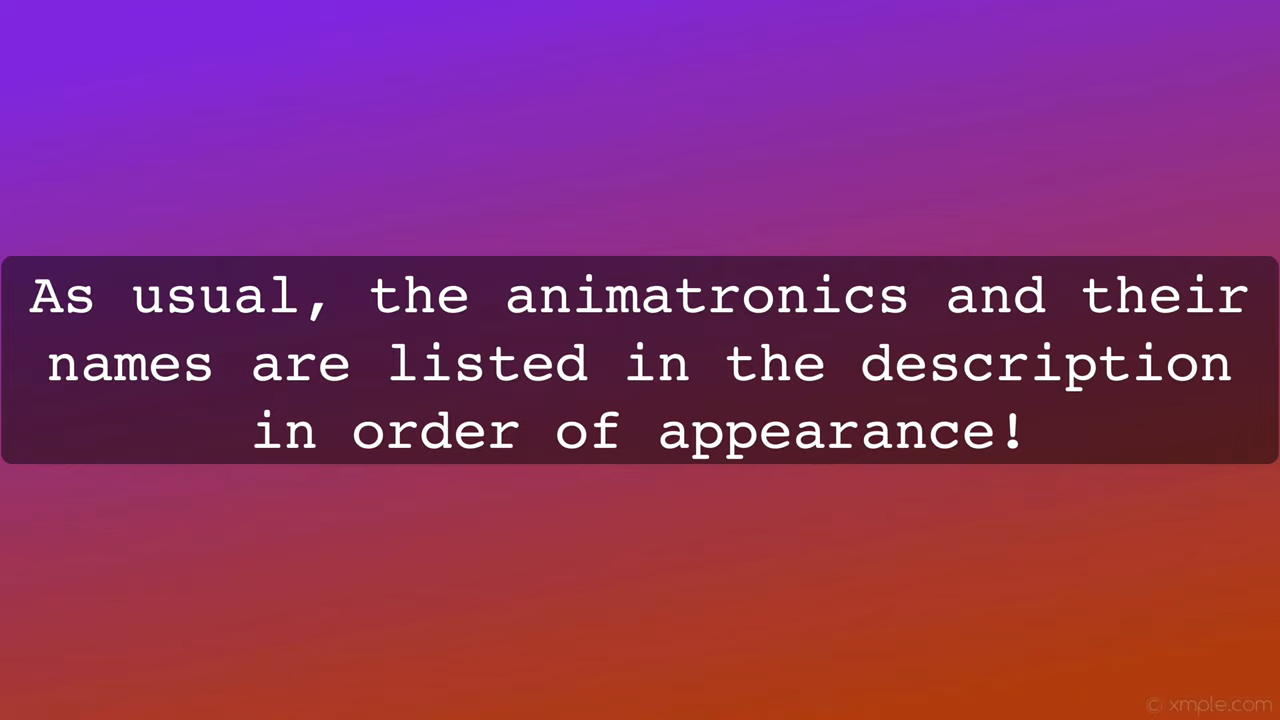 As usual, the animatronics and their
names are listed in the description
in order of appearance!
© xmple.com